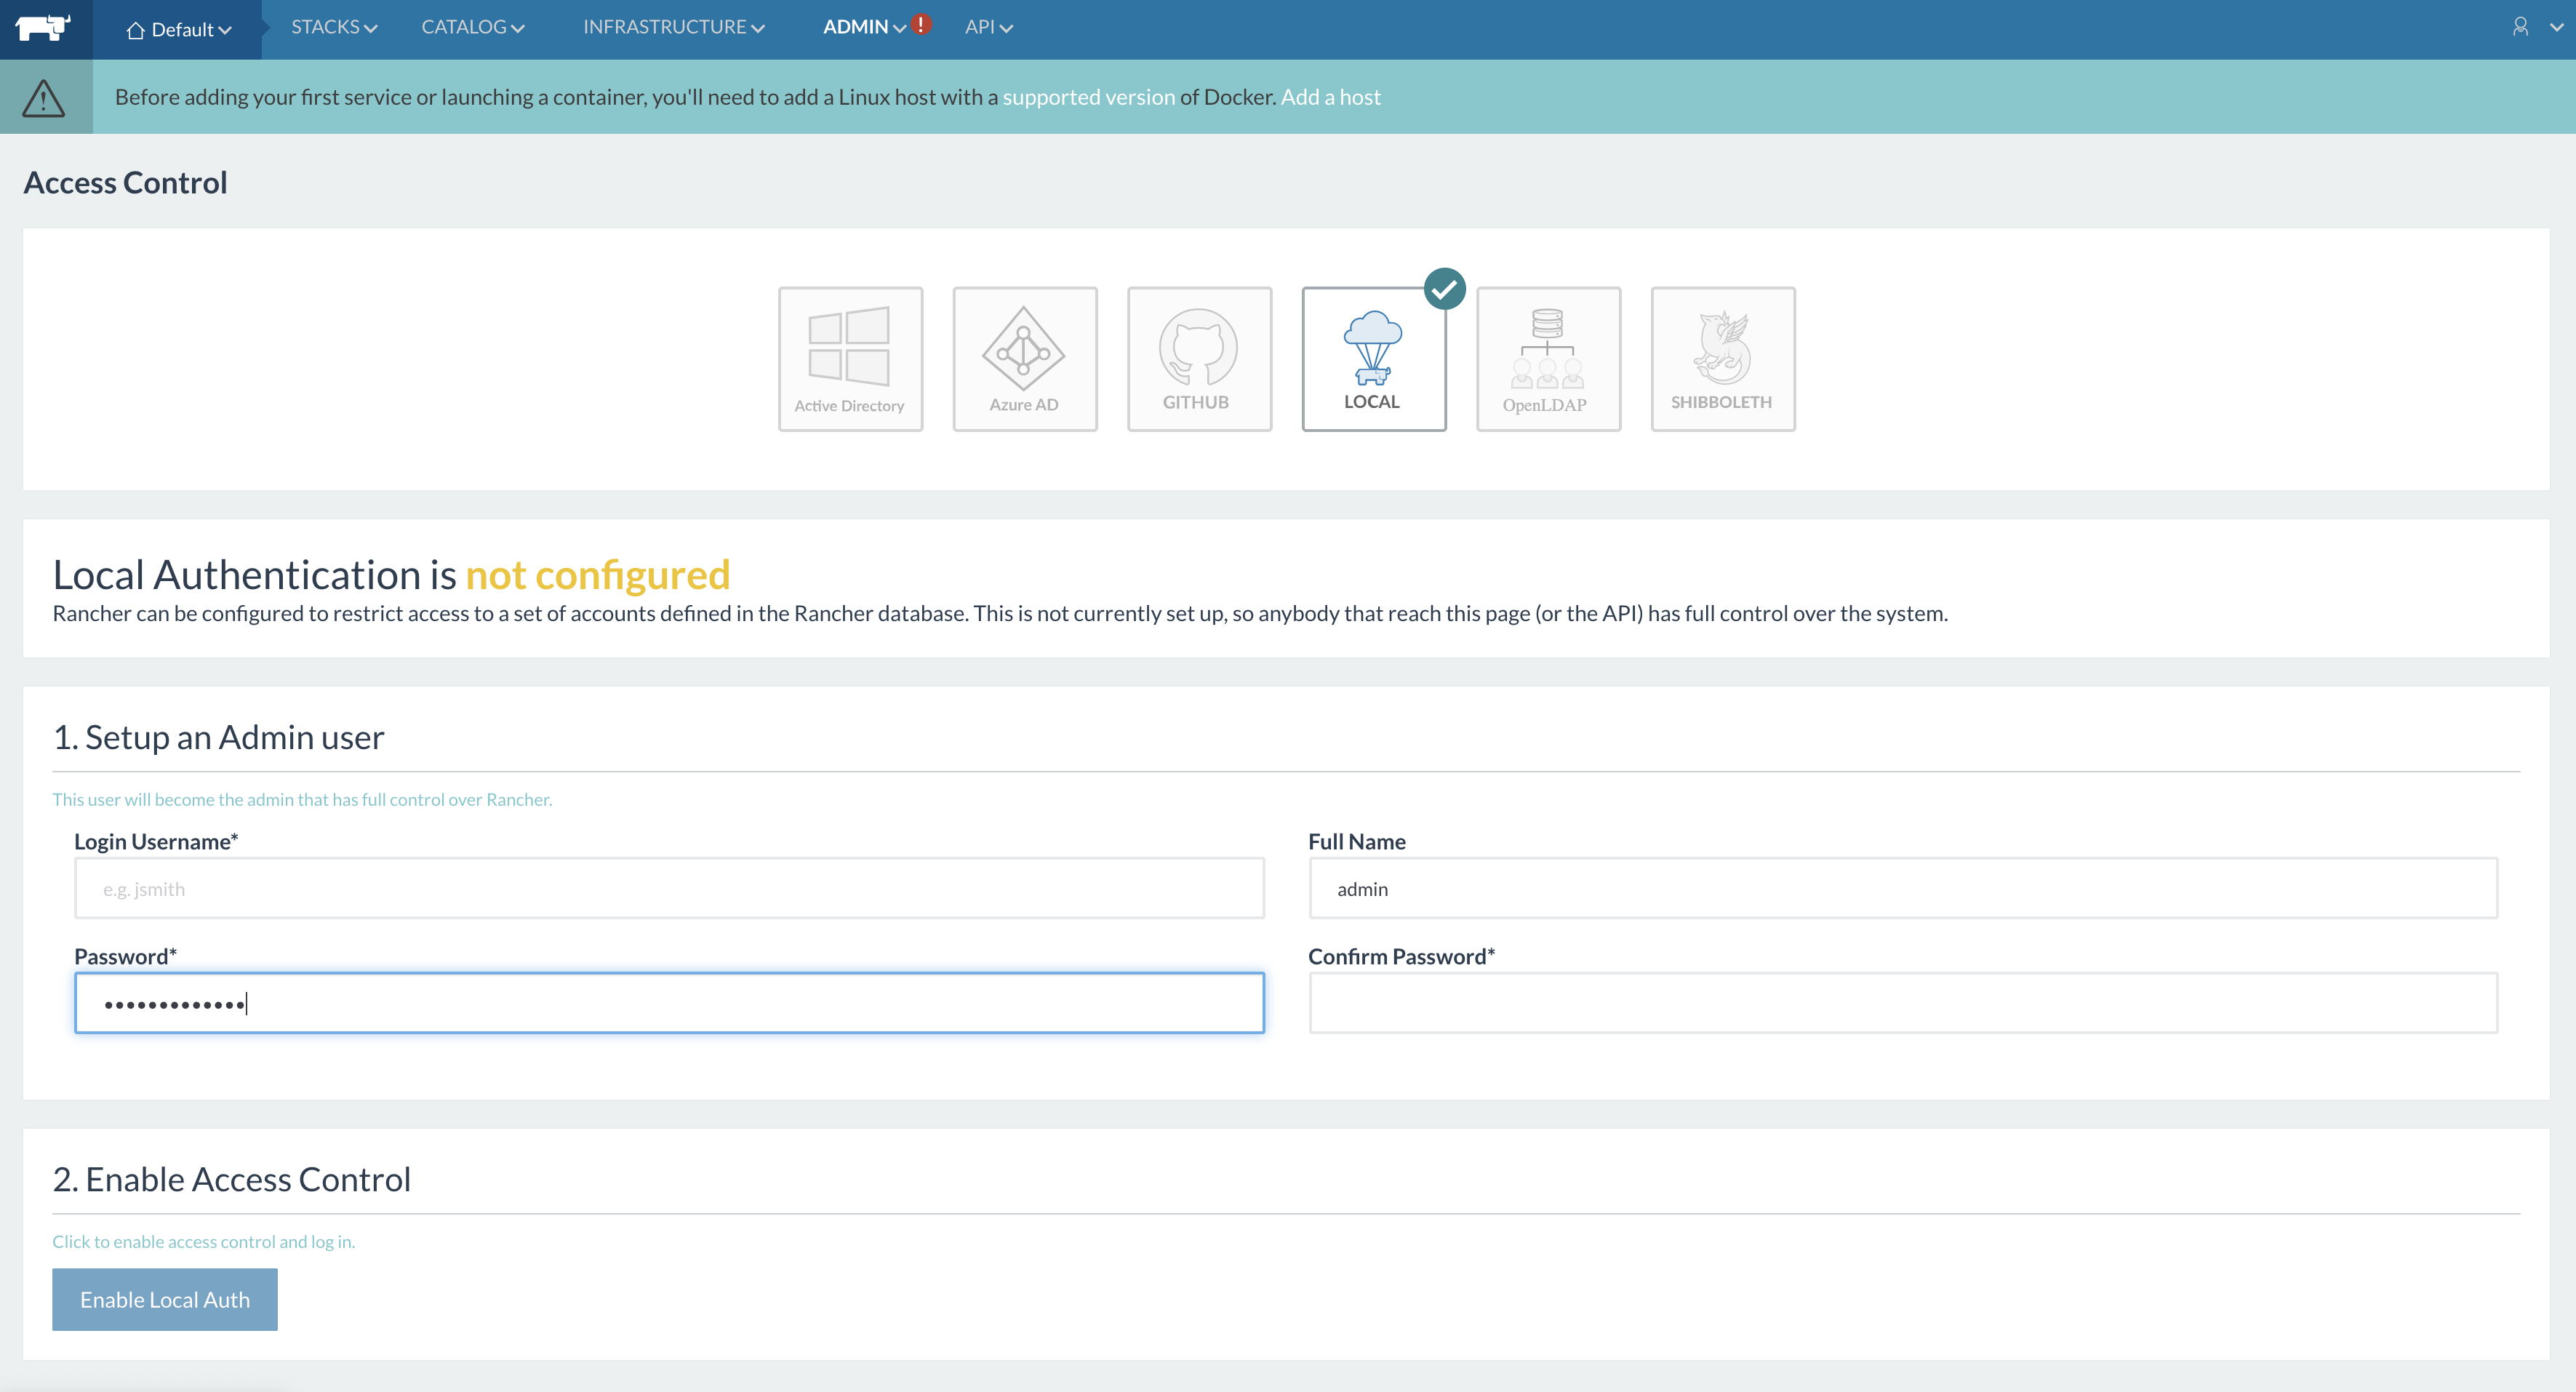 Default STACKS CATALOG INFRASTRUCTURE ADMIN ! API
Before adding your first service or launching a container, you'll need to add a Linux host with a supported version of Docker. Add a host
Access Control
Active Directory Azure AD GITHUB LOCAL OpenLDAP SHIBBOLETH
Local Authentication is not configured
Rancher can be configured to restrict access to a set of accounts defined in the Rancher database. This is not currently set up, so anybody that reach this page (or the API) has full control over the system.
1. Setup an Admin user
This user will become the admin that has full control over Rancher.
Login Username* Full Name
e.g. jsmith admin
Password* Confirm Password*
•••••••••••••
2. Enable Access Control
Click to enable access control and log in.
Enable Local Auth